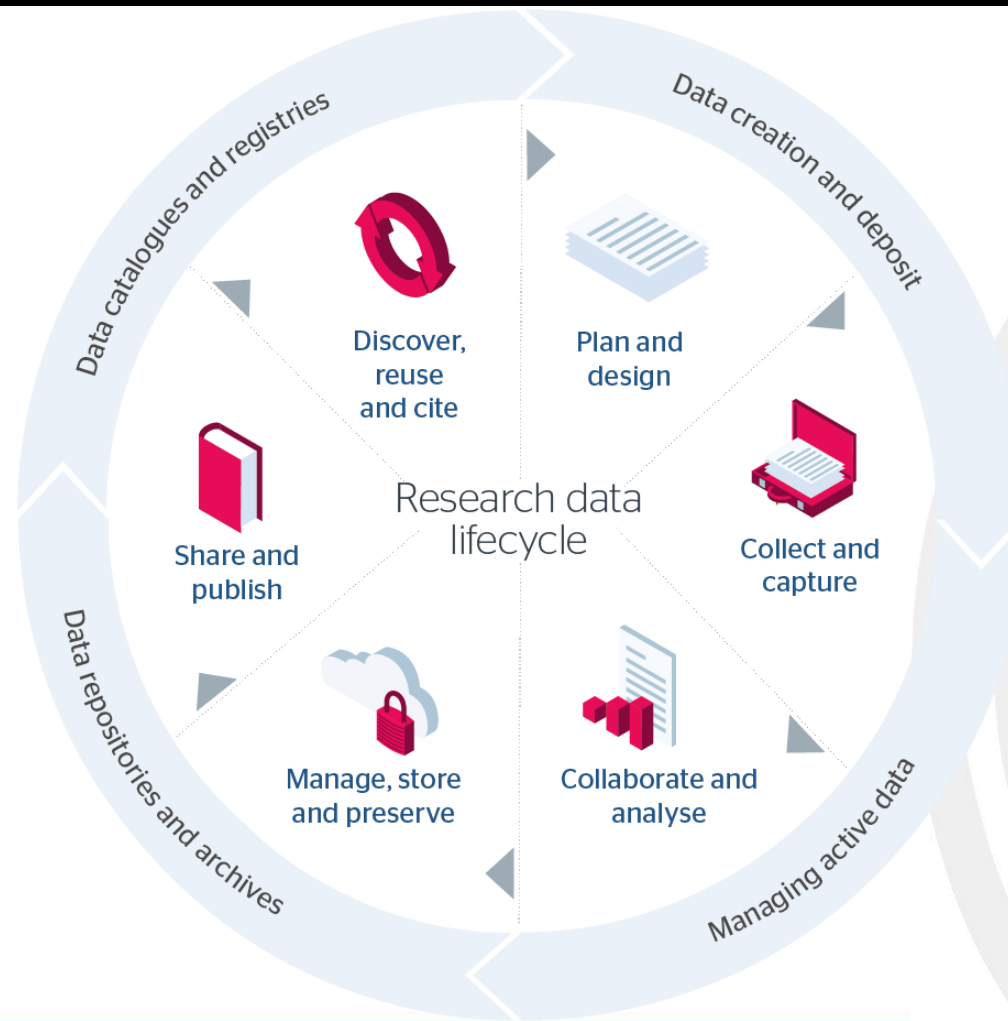 Research data
lifecycle
Plan and
design
Collect and
capture
Collaborate and
analyse
Manage, store
and preserve
Share and
publish
Discover,
reuse
and cite
Data creation and deposit
Managing active data
Data repositories and archives
Data catalogues and registries